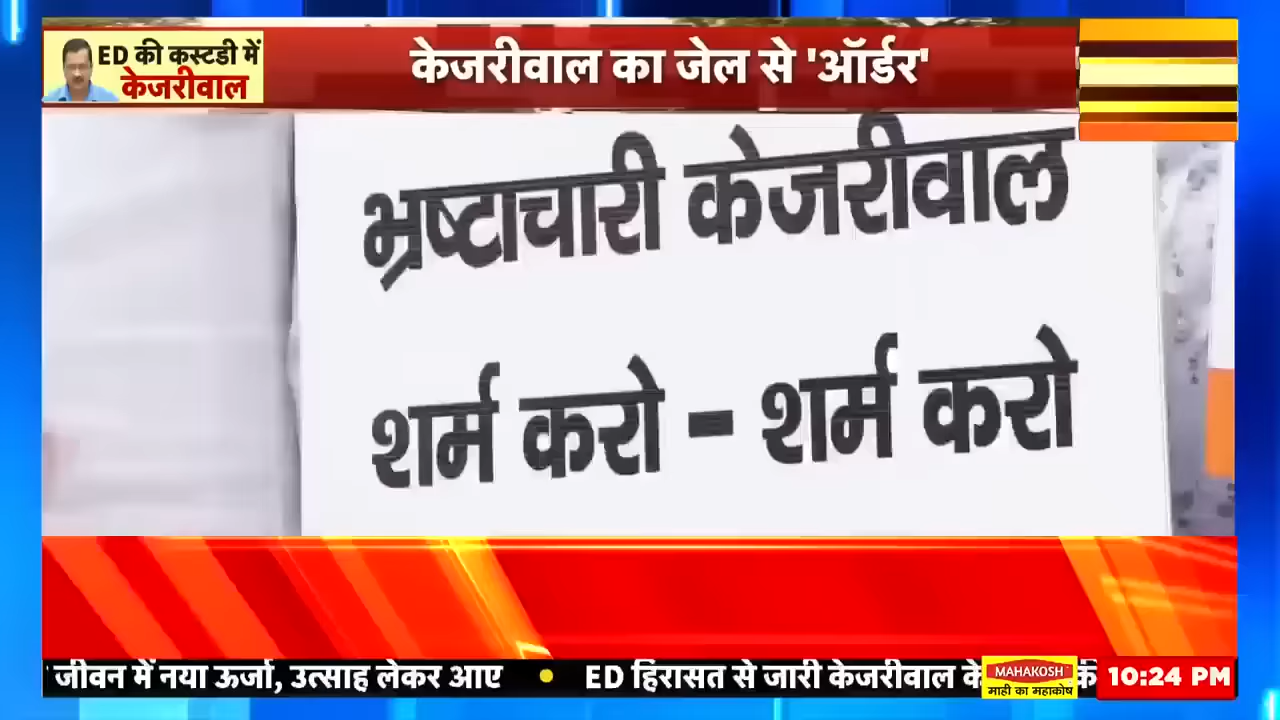 ED की कस्टडी में
केजरीवाल
केजरीवाल का जेल से 'ऑर्डर'
भ्रष्टाचारी केजरीवाल
शर्म करो - शर्म करो
जीवन में नया ऊर्जा, उत्साह लेकर आए • ED हिरासत से जारी केजरीवाल के
MAHAKOSH
माही का महाकोष
10:24 PM